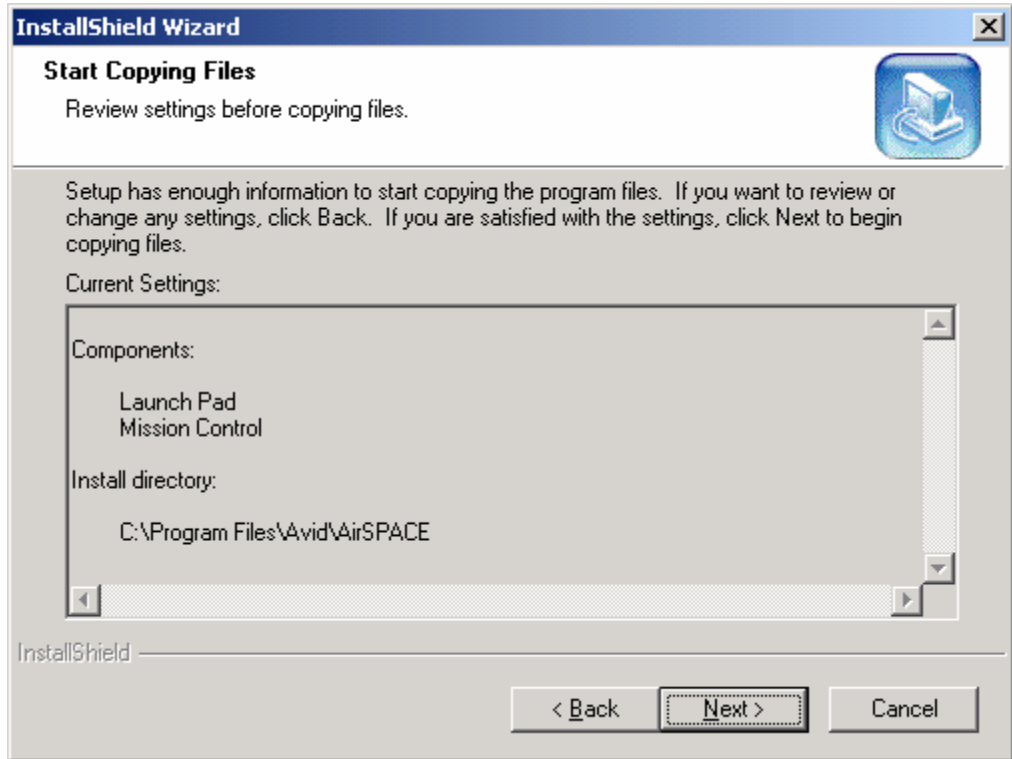 InstallShield Wizard
Start Copying Files
Review settings before copying files.
Setup has enough information to start copying the program files.  If you want to review or
change any settings, click Back.  If you are satisfied with the settings, click Next to begin
copying files.
Current Settings:
Components:
Launch Pad
Mission Control
Install directory:
C:\Program Files\Avid\AirSPACE
InstallShield
< Back
Next >
Cancel